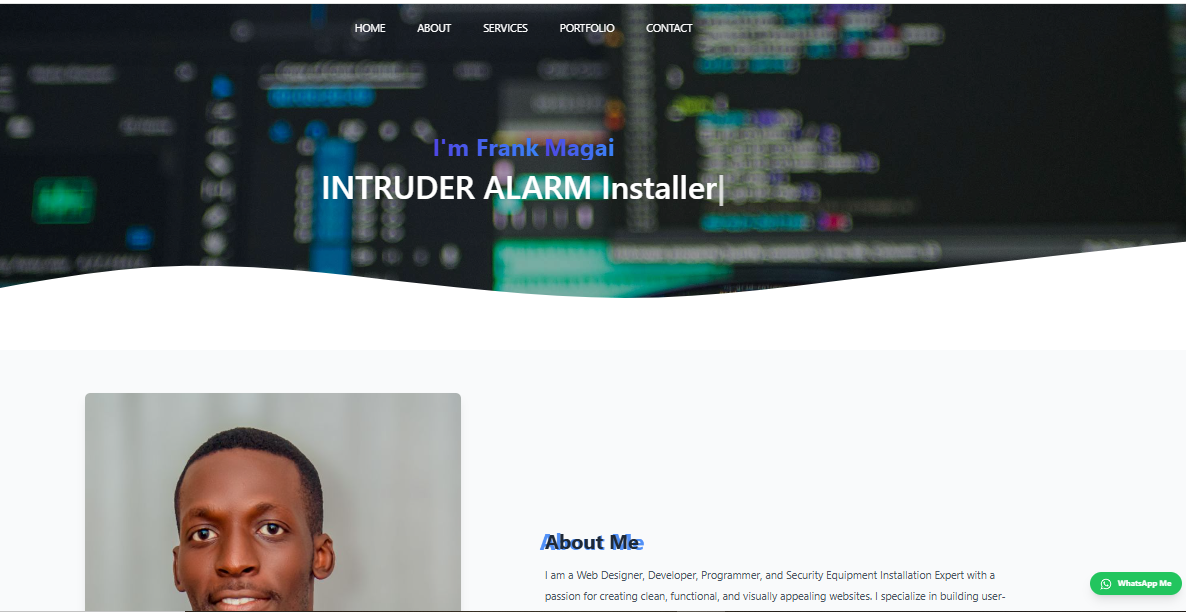 HOME ABOUT SERVICES PORTFOLIO CONTACT
I'm Frank Magai
INTRUDER ALARM Installer|
About Me
I am a Web Designer, Developer, Programmer, and Security Equipment Installation Expert with a
passion for creating clean, functional, and visually appealing websites. I specialize in building user-
WhatsApp Me